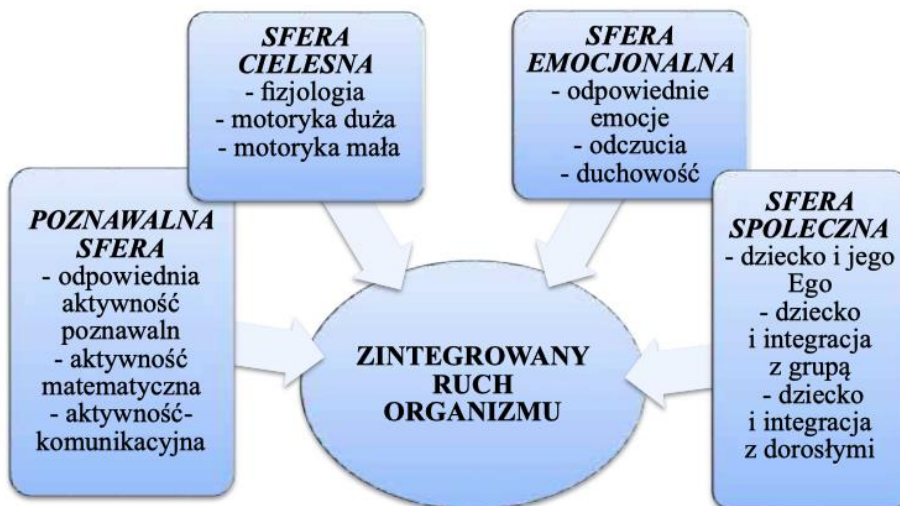 SFERA
CIELESNA
- fizjologia
- motoryka duża
- motoryka mała
SFERA
EMOCJONALNA
- odpowiednie
emocje
- odczucia
- duchowość
POZNAWALNA
SFERA
- odpowiednia
aktywność
poznawaln
- aktywność
matematyczna
- aktywność-
komunikacyjna
SFERA
SPOLECZNA
- dziecko i jego
Ego
- dziecko
i integracja
z grupą
- dziecko
i integracja
z dorosłymi
ZINTEGROWANY
RUCH
ORGANIZMU